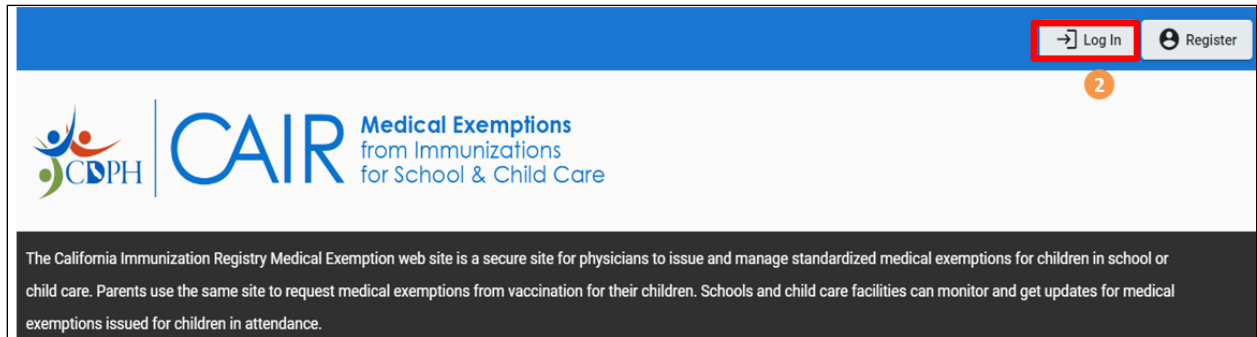 Log In
Register
2
CDPH
CAIR
Medical Exemptions
from Immunizations
for School & Child Care
The California Immunization Registry Medical Exemption web site is a secure site for physicians to issue and manage standardized medical exemptions for children in school or
child care. Parents use the same site to request medical exemptions from vaccination for their children. Schools and child care facilities can monitor and get updates for medical
exemptions issued for children in attendance.